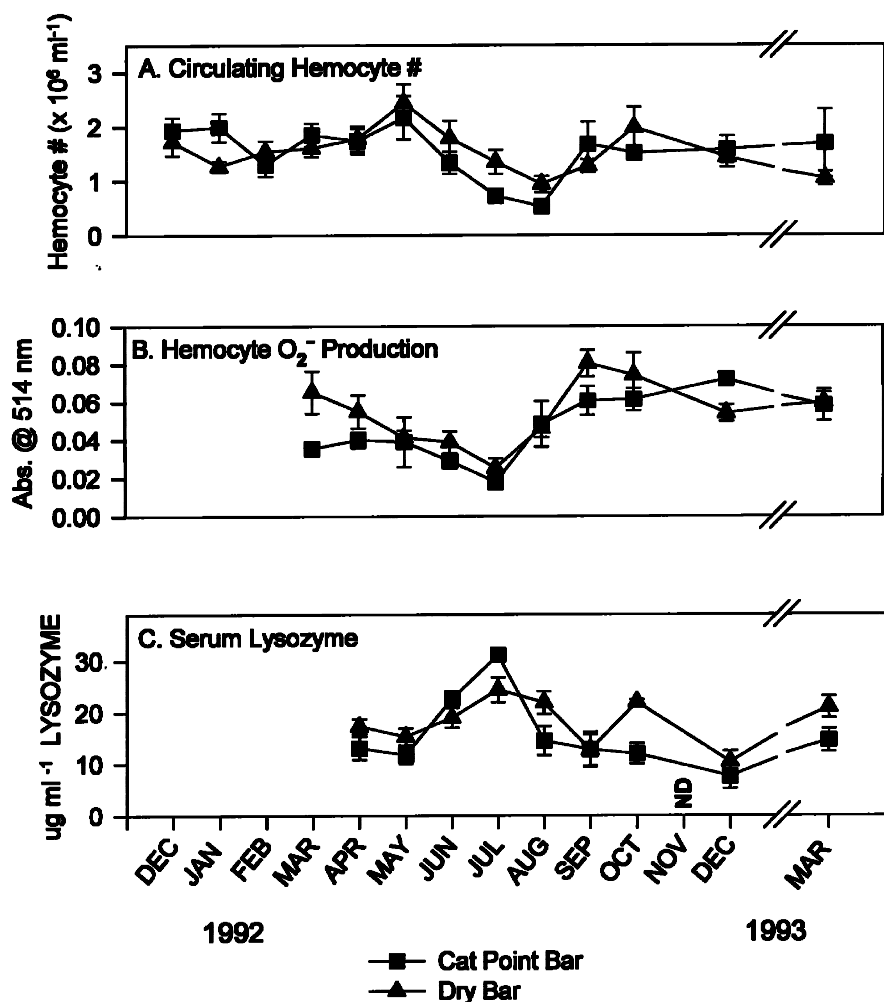 A. Circulating Hemocyte #
Hemocyte # (x 10⁶ ml⁻¹)
3
2
1
0
B. Hemocyte O₂⁻ Production
Abs. @ 514 nm
0.10
0.08
0.06
0.04
0.02
0.00
C. Serum Lysozyme
ug ml⁻¹ LYSOZYME
30
20
10
0
ND
DEC JAN FEB MAR APR MAY JUN JUL AUG SEP OCT NOV DEC MAR
1992 1993
Cat Point Bar
Dry Bar